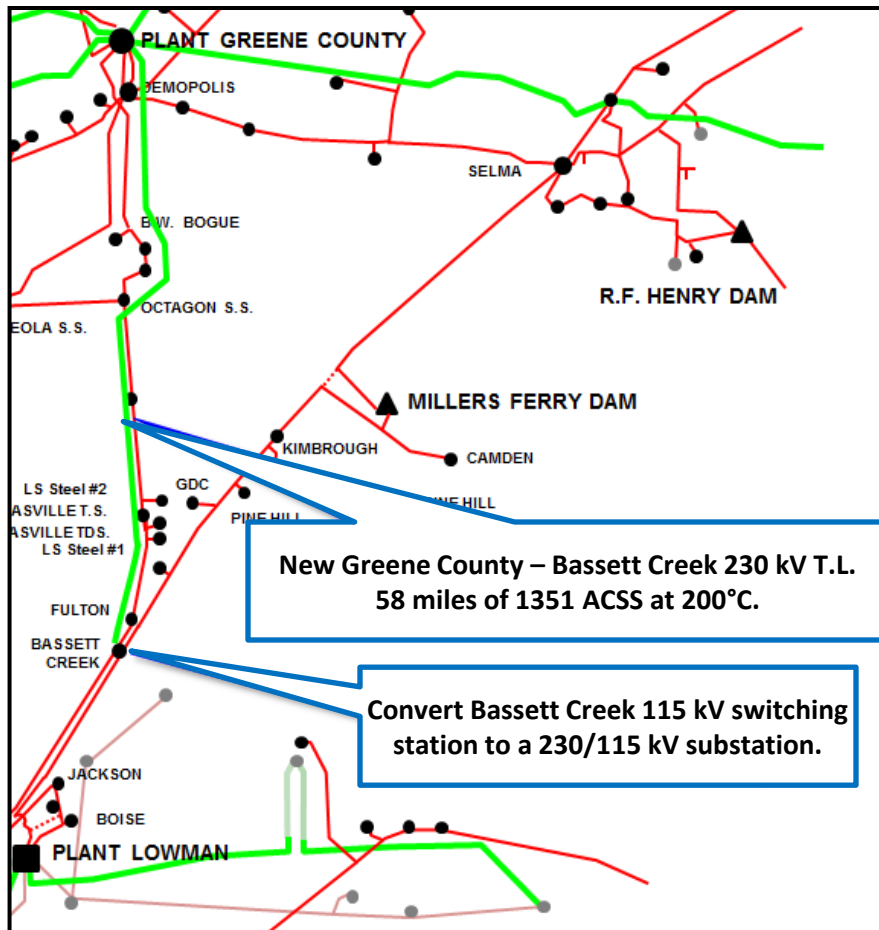 PLANT GREENE COUNTY
DEMOPOLIS
SELMA
B.W. BOGUE
R.F. HENRY DAM
OCTAGON S.S.
EOLA S.S.
MILLERS FERRY DAM
KIMBROUGH
CAMDEN
LS Steel #2
GDC
ASVILLE T.S.
PINE HILL
INE HILL
ASVILLE TDS.
LS Steel #1
New Greene County – Bassett Creek 230 kV T.L.
58 miles of 1351 ACSS at 200°C.
FULTON
BASSETT
CREEK
Convert Bassett Creek 115 kV switching
station to a 230/115 kV substation.
JACKSON
BOISE
PLANT LOWMAN